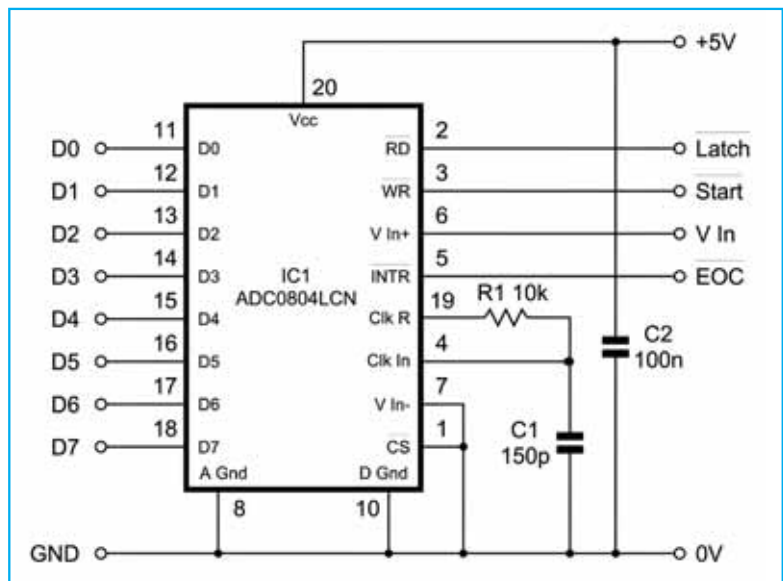 +5V
20
Vcc
D0 11 D0 RD 2 Latch
D1 12 D1 WR 3 Start
D2 13 D2 V In+ 6 V In
D3 14 D3 INTR 5 EOC
IC1
ADC0804LCN
D4 15 D4 Clk R 19 R1 10k
D5 16 D5 Clk In 4
C2
100n
D6 17 D6 V In- 7
D7 18 D7 CS 1
C1
150p
A Gnd D Gnd
8 10
GND 0V